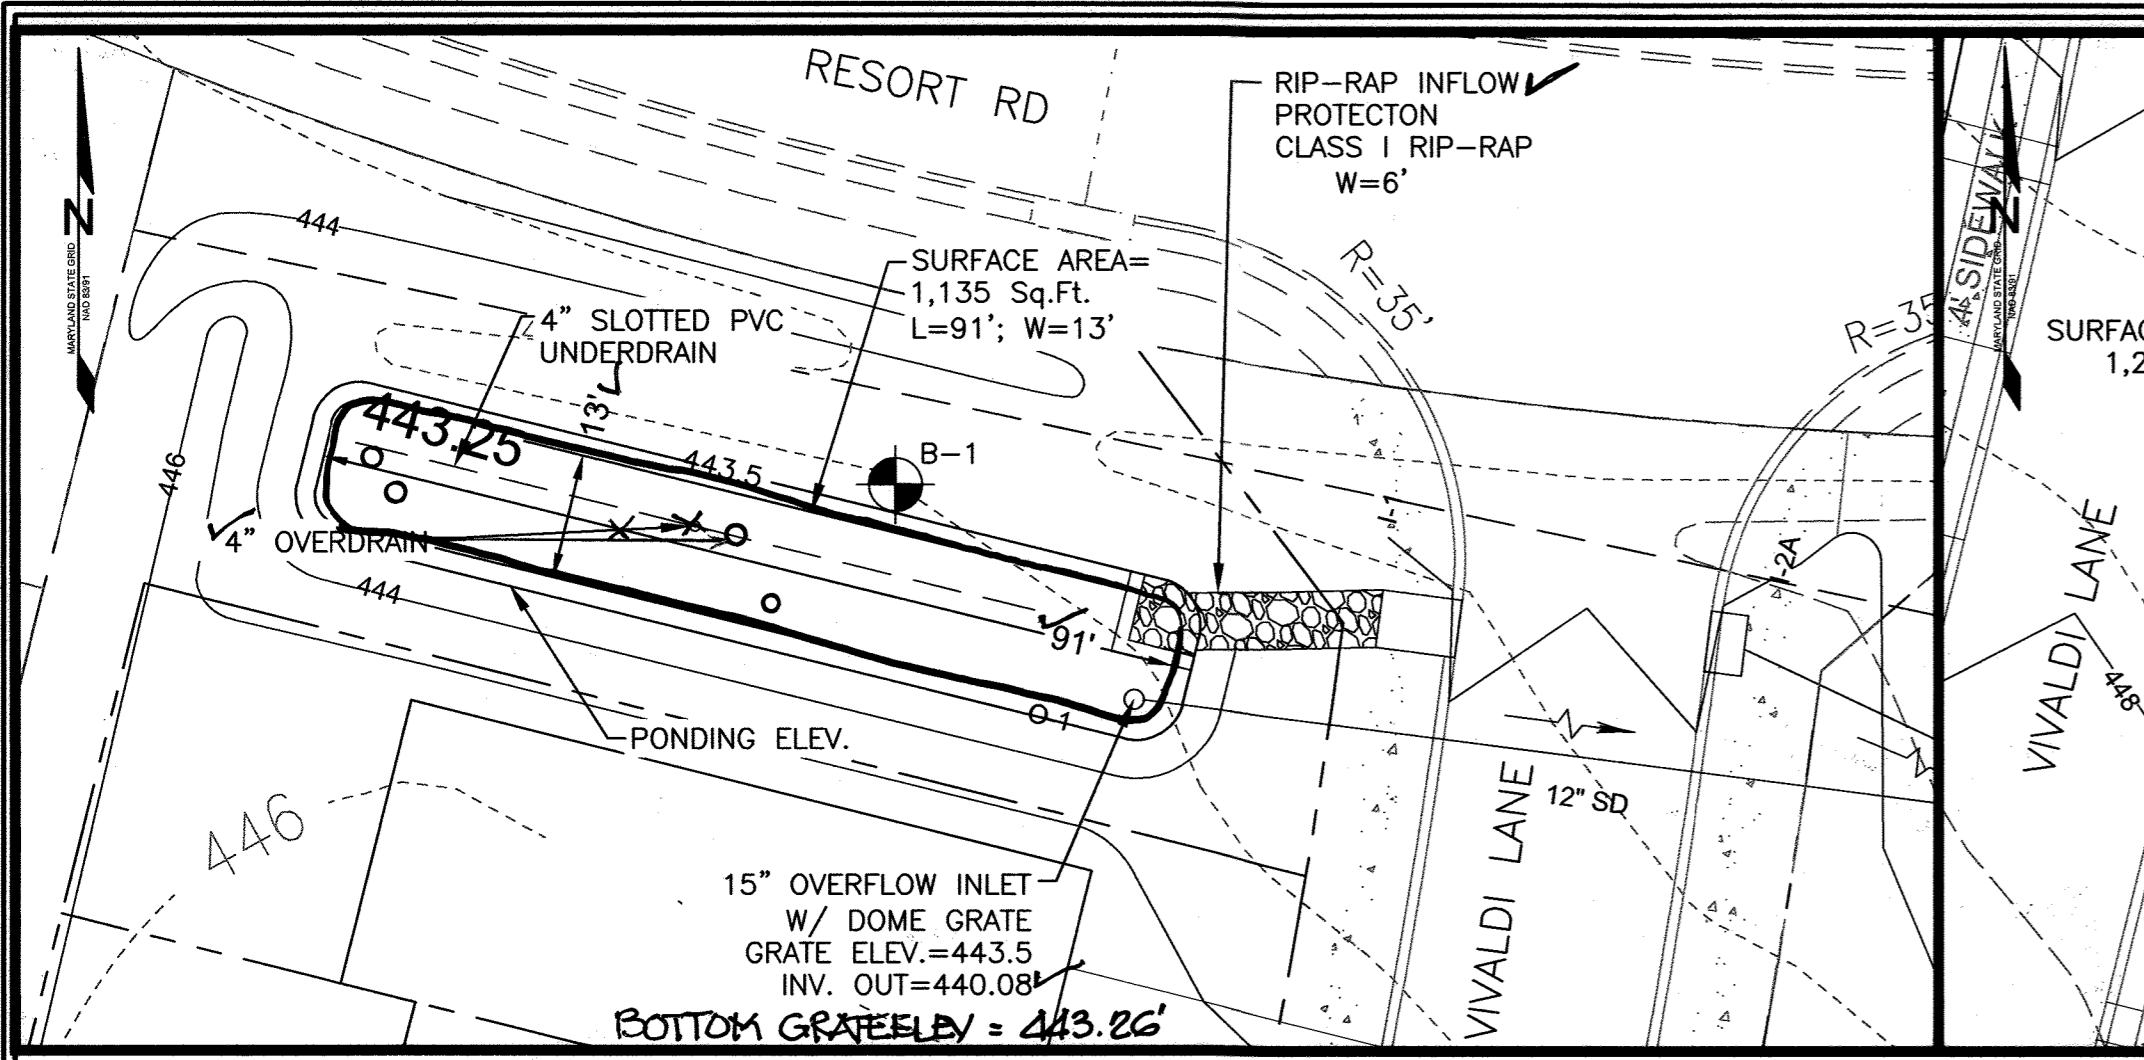 RESORT RD
RIP-RAP INFLOW
PROTECTON
CLASS I RIP-RAP
W=6'
N
MARYLAND STATE GRID
NAD 83/91
444
SURFACE AREA=
1,135 Sq.Ft.
L=91'; W=13'
R=35'
4" SLOTTED PVC
UNDERDRAIN
13'
443.25
443.5
B-1
446
4" OVERDRAIN
444
91'
I-1
I-2A
1
PONDING ELEV.
446
12" SD
15" OVERFLOW INLET
W/ DOME GRATE
GRATE ELEV.=443.5
INV. OUT=440.08'
BOTTOM GRATE ELEV = 443.26'
VIVALDI LANE
R=35
4' SIDEWALK
N
MARYLAND STATE GRID
NAD 83/91
SURFAC
1,2
VIVALDI LANE
448